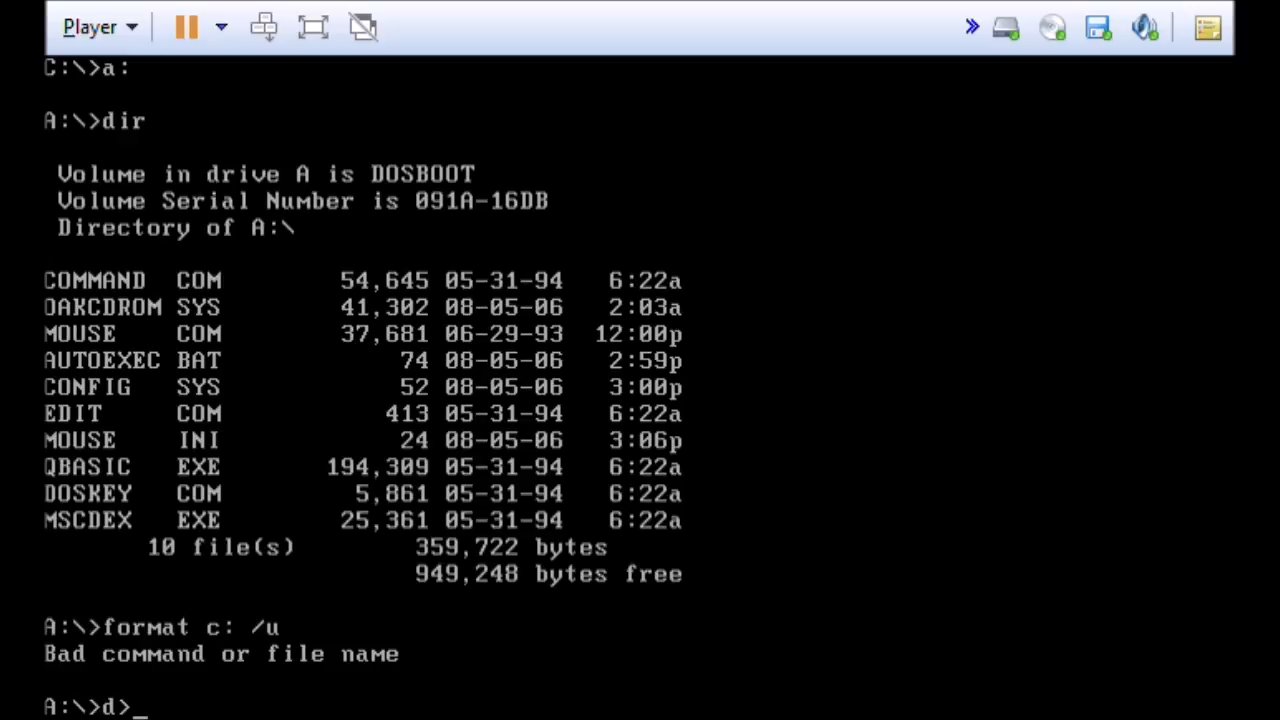 Player
C:\>a:
A:\>dir
Volume in drive A is DOSBOOT
Volume Serial Number is 091A-16DB
Directory of A:\
COMMAND COM 54,645 05-31-94 6:22a
OAKCDROM SYS 41,302 08-05-06 2:03a
MOUSE COM 37,681 06-29-93 12:00p
AUTOEXEC BAT 74 08-05-06 2:59p
CONFIG SYS 52 08-05-06 3:00p
EDIT COM 413 05-31-94 6:22a
MOUSE INI 24 08-05-06 3:06p
QBASIC EXE 194,309 05-31-94 6:22a
DOSKEY COM 5,861 05-31-94 6:22a
MSCDEX EXE 25,361 05-31-94 6:22a
10 file(s) 359,722 bytes
949,248 bytes free
A:\>format c: /u
Bad command or file name
A:\>d>_